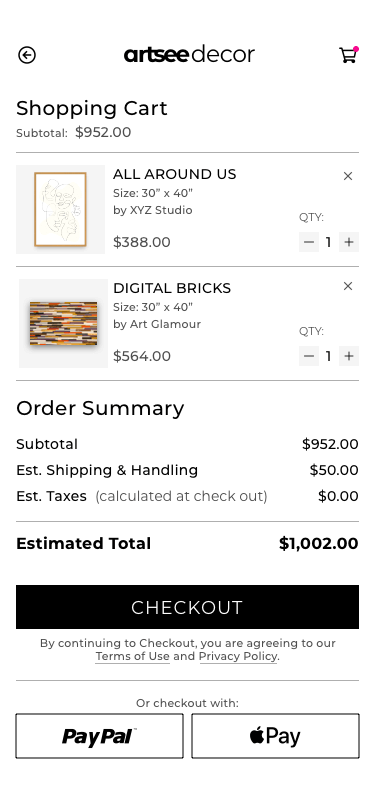 artsee decor
Shopping Cart
Subtotal: $952.00
ALL AROUND US
Size: 30” x 40”
by XYZ Studio
QTY:
$388.00
1
DIGITAL BRICKS
Size: 30” x 40”
by Art Glamour
QTY:
$564.00
1
Order Summary
Subtotal $952.00
Est. Shipping & Handling $50.00
Est. Taxes (calculated at check out) $0.00
Estimated Total $1,002.00
CHECKOUT
By continuing to Checkout, you are agreeing to our
Terms of Use and Privacy Policy.
Or checkout with:
PayPal™ Pay